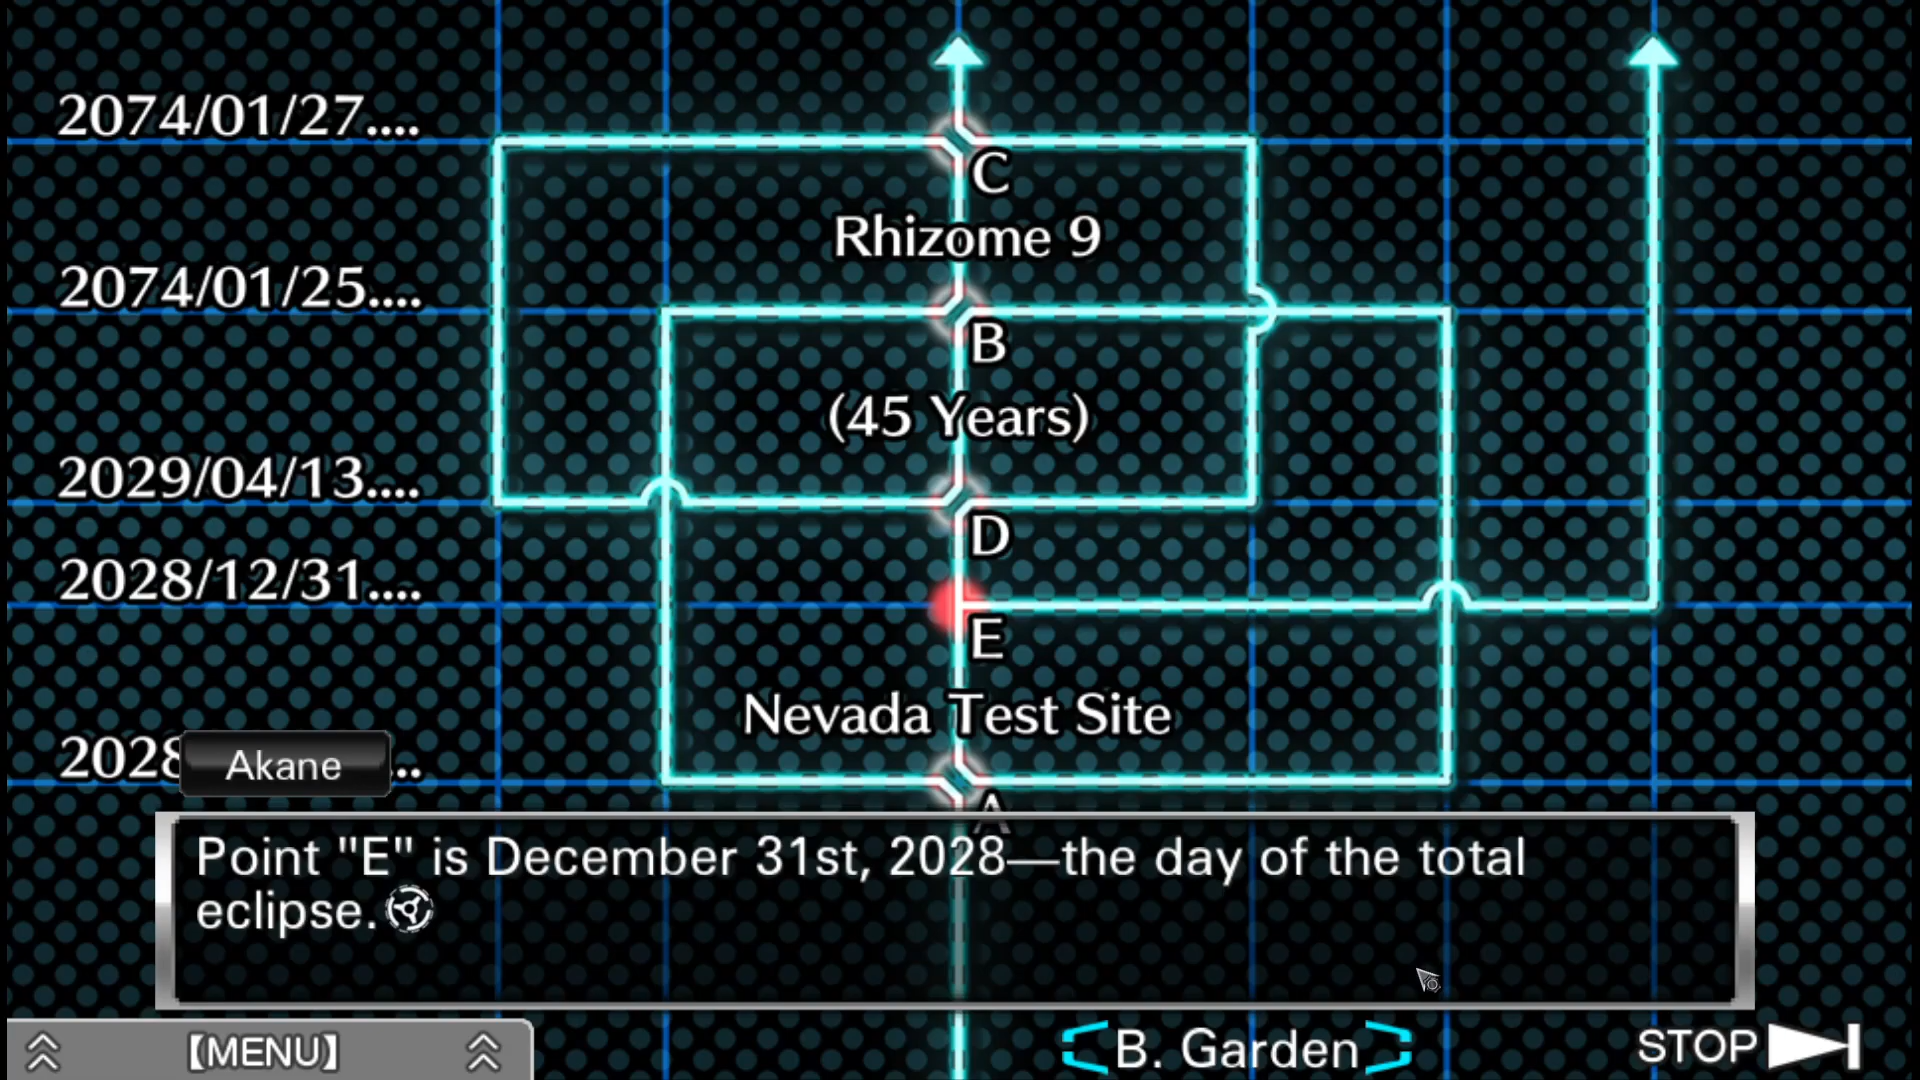 2074/01/27....
C
Rhizome 9
2074/01/25....
B
(45 Years)
2029/04/13....
D
2028/12/31....
E
Nevada Test Site
2028
..
Akane
A
Point "E" is December 31st, 2028—the day of the total
eclipse.
【MENU】
B. Garden
STOP